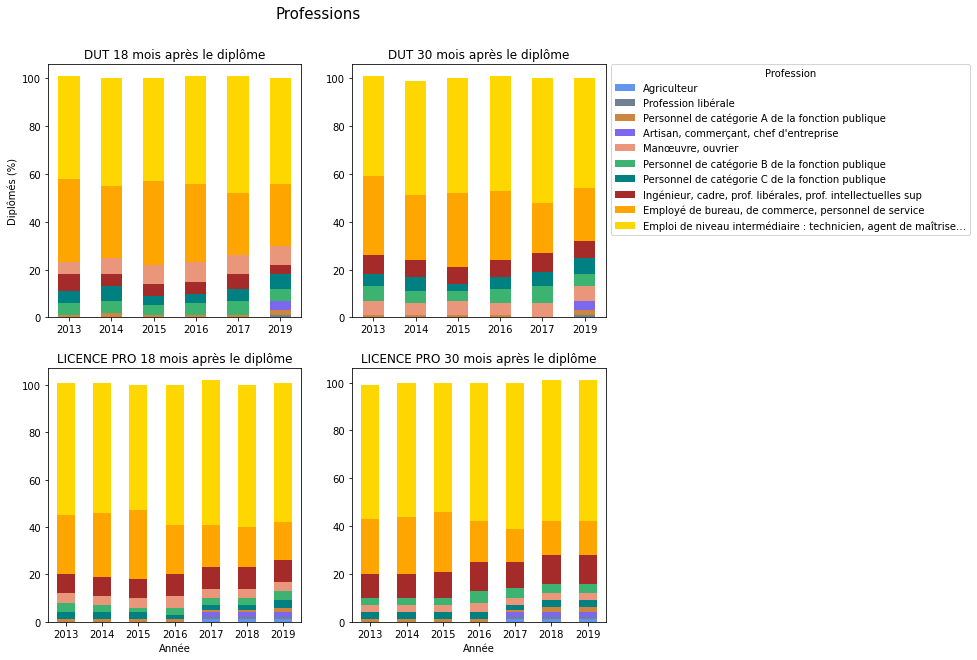 Professions
DUT 18 mois après le diplôme
DUT 30 mois après le diplôme
Diplômés (%)
100
80
60
40
20
0
2013 2014 2015 2016 2017 2019
100
80
60
40
20
0
2013 2014 2015 2016 2017 2019
Profession
Agriculteur
Profession libérale
Personnel de catégorie A de la fonction publique
Artisan, commerçant, chef d'entreprise
Manœuvre, ouvrier
Personnel de catégorie B de la fonction publique
Personnel de catégorie C de la fonction publique
Ingénieur, cadre, prof. libérales, prof. intellectuelles sup
Employé de bureau, de commerce, personnel de service
Emploi de niveau intermédiaire : technicien, agent de maîtrise...
LICENCE PRO 18 mois après le diplôme
LICENCE PRO 30 mois après le diplôme
100
80
60
40
20
0
2013 2014 2015 2016 2017 2018 2019
Année
100
80
60
40
20
0
2013 2014 2015 2016 2017 2018 2019
Année